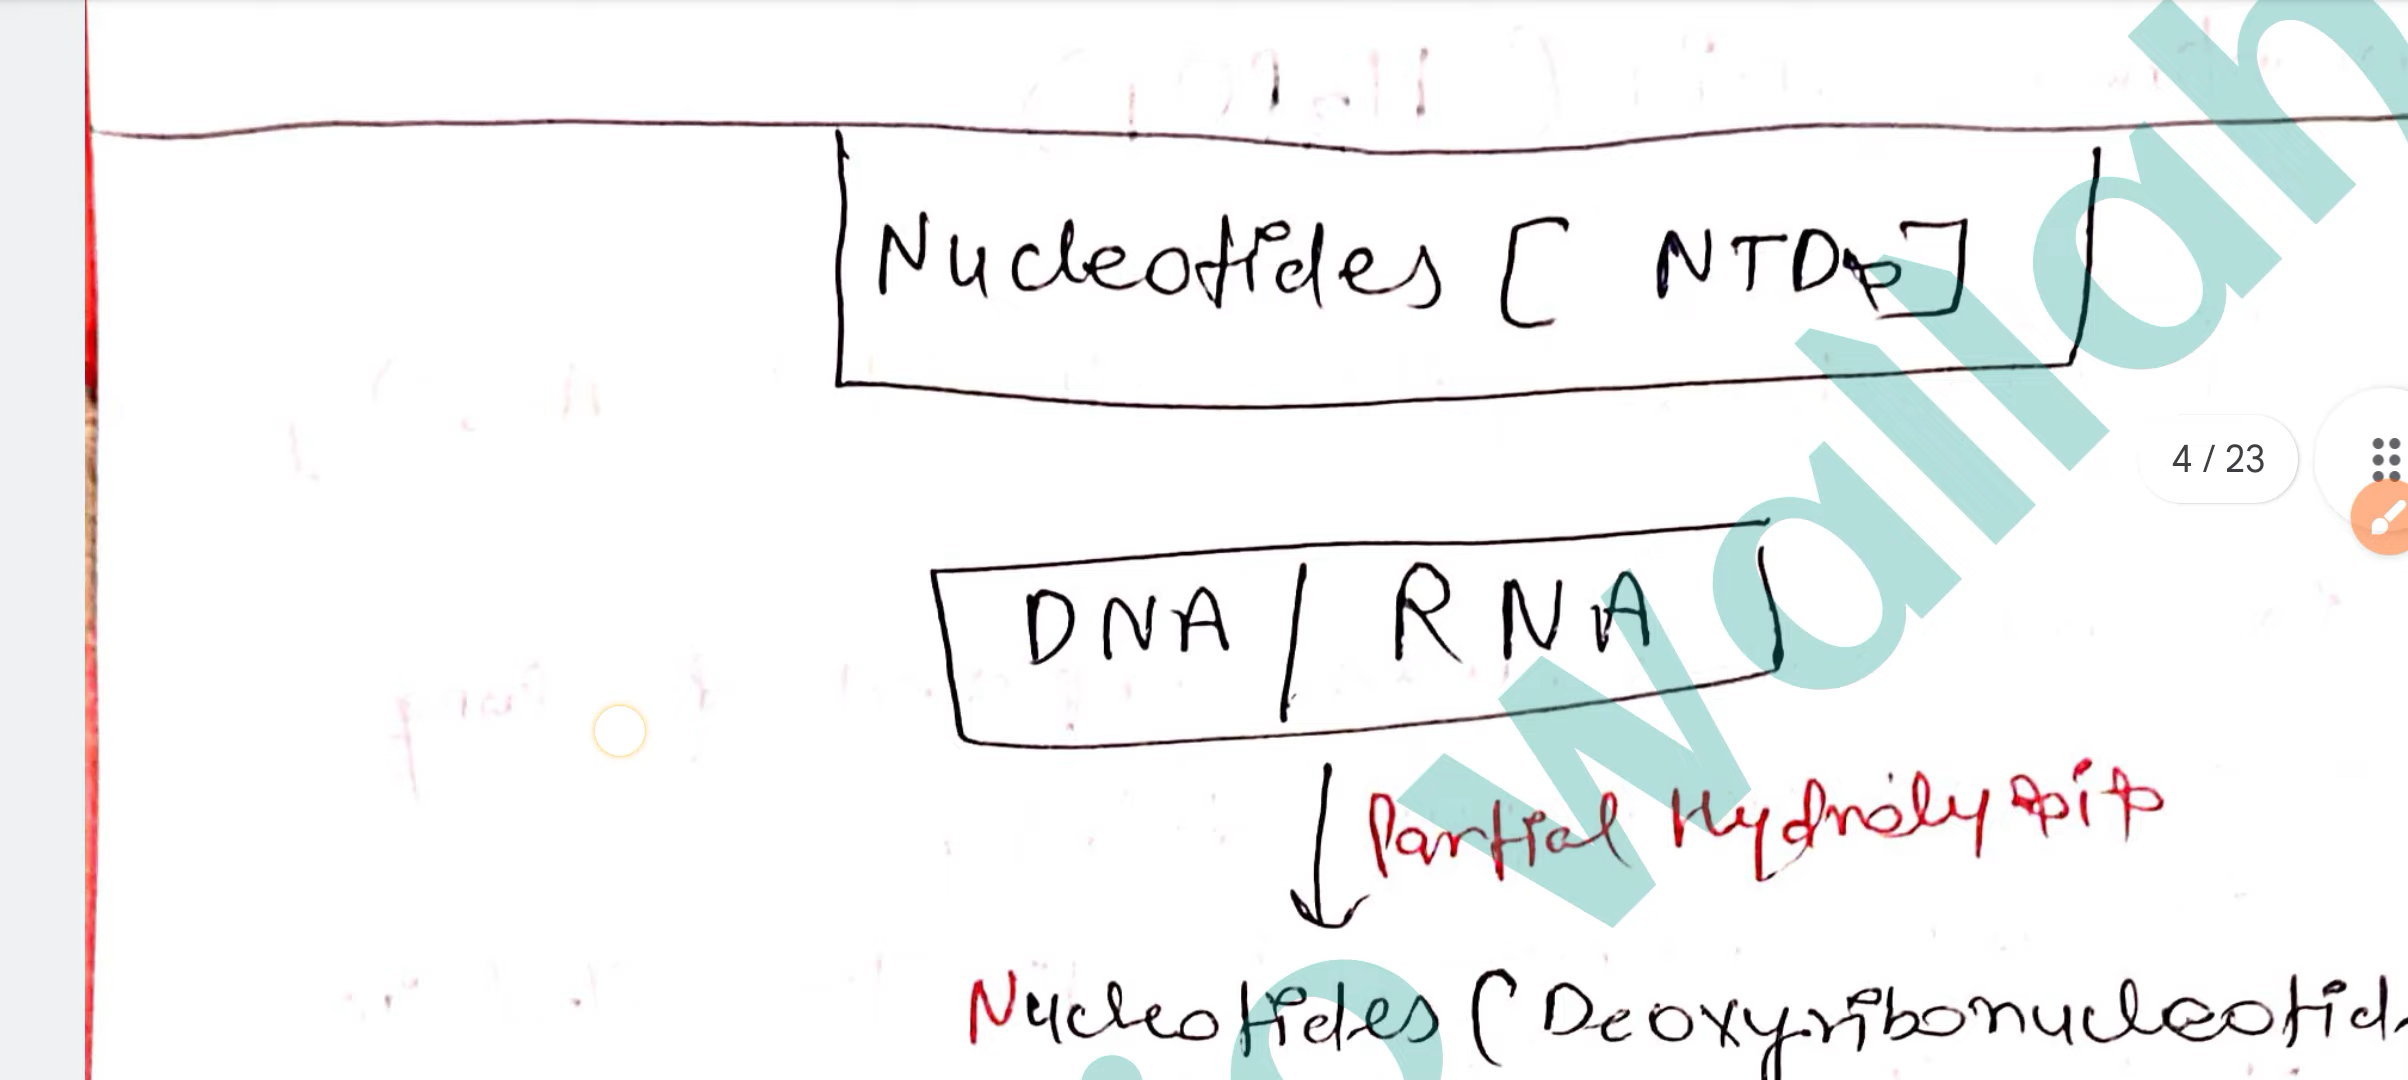 Nucleotides [ NTDs]
4 / 23
DNA / RNA
Partial Hydrolysis
Nucleotides ( Deoxyribonucleotid